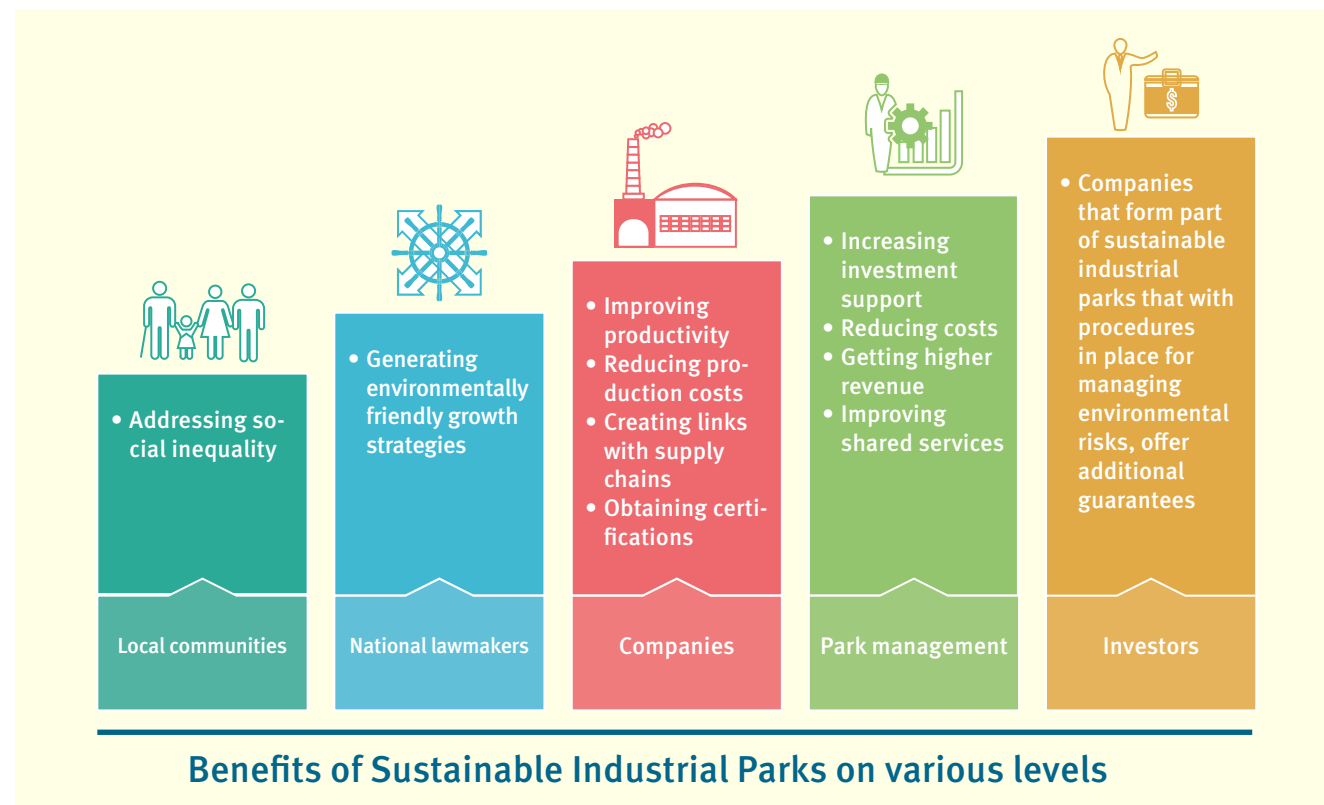 • Addressing so-
cial inequality
Local communities
• Generating
environmentally
friendly growth
strategies
National lawmakers
• Improving
productivity
• Reducing pro-
duction costs
• Creating links
with supply
chains
• Obtaining certi-
fications
Companies
• Increasing
investment
support
• Reducing costs
• Getting higher
revenue
• Improving
shared services
Park management
$
• Companies
that form part
of sustainable
industrial
parks that with
procedures
in place for
managing
environmental
risks, offer
additional
guarantees
Investors
Benefits of Sustainable Industrial Parks on various levels